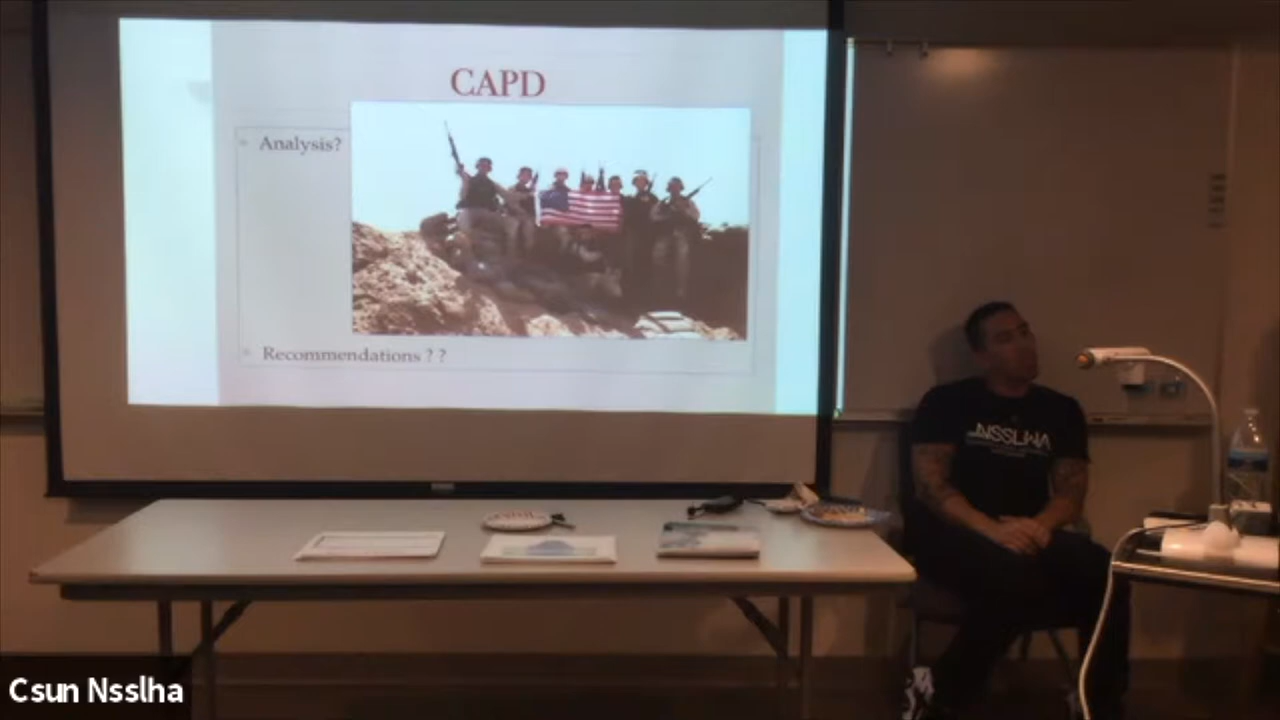 CAPD
Analysis?
Recommendations ? ?
NSSLHA
Csun Nsslha